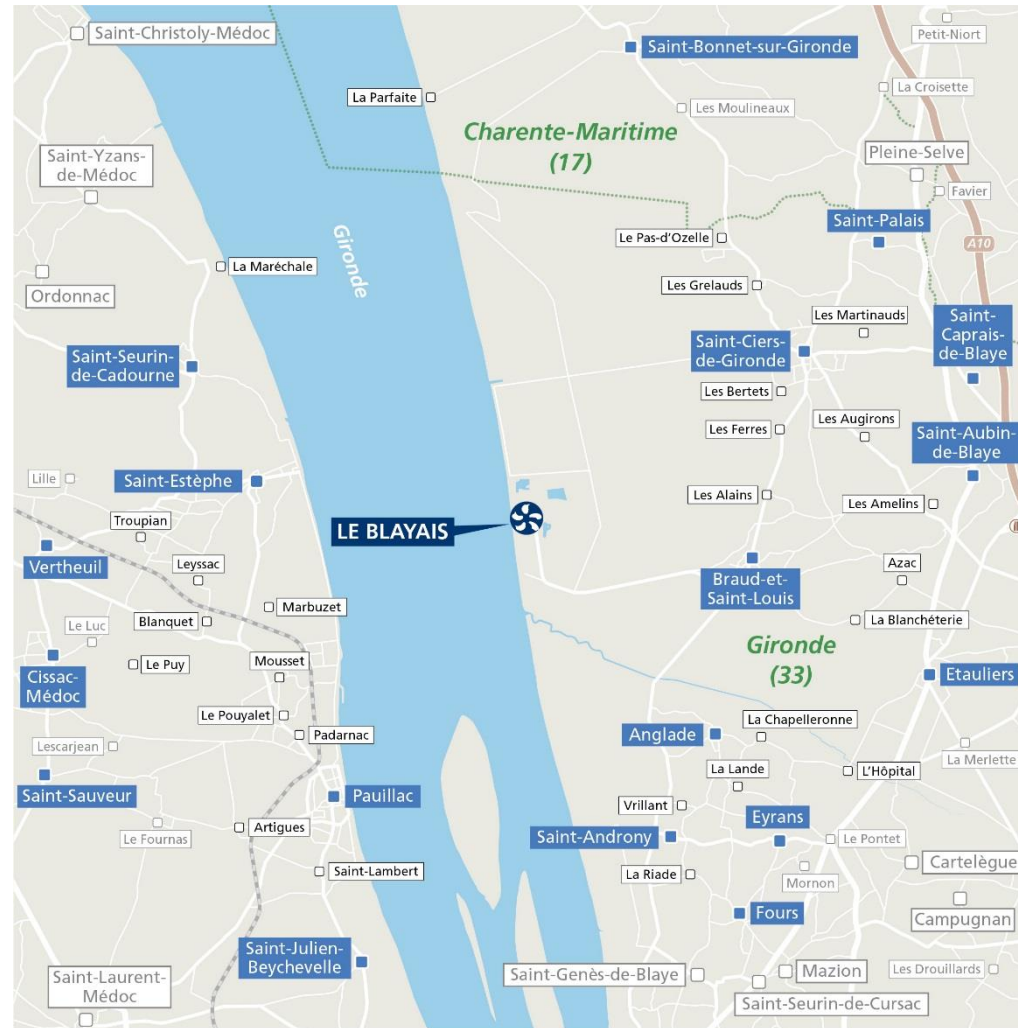 Saint-Christoly-Médoc
Saint-Bonnet-sur-Gironde
Petit-Niort
La Croisette
La Parfaite
Les Moulineaux
Charente-Maritime
(17)
Saint-Yzans-
de-Médoc
Pleine-Selve
Favier
Saint-Palais
Le Pas-d'Ozelle
A10
Gironde
La Maréchale
Ordonnac
Les Grelauds
Les Martinauds
Saint-
Caprais-
de-Blaye
Saint-Seurin-
de-Cadourne
Saint-Ciers-
de-Gironde
Les Bertets
Les Augirons
Les Ferres
Saint-Aubin-
de-Blaye
Lille
Saint-Estèphe
Les Alains
Les Amelins
Troupian
LE BLAYAIS
Vertheuil
Leyssac
Braud-et-
Saint-Louis
Azac
Marbuzet
Le Luc
Blanquet
La Blanchéterie
Gironde
(33)
Le Puy
Mousset
Cissac-
Médoc
Etauliers
Le Pouyalet
La Chapelleronne
Lescarjean
Padarnac
Anglade
La Merlette
La Lande
L'Hôpital
Saint-Sauveur
Pauillac
Vrillant
Eyrans
Le Fournas
Artigues
Saint-Androny
Le Pontet
Cartelègue
Saint-Lambert
La Riade
Mornon
Campugnan
Fours
Saint-Julien-
Beychevelle
Saint-Laurent-
Médoc
Saint-Genès-de-Blaye
Mazion
Les Drouillards
Saint-Seurin-de-Cursac